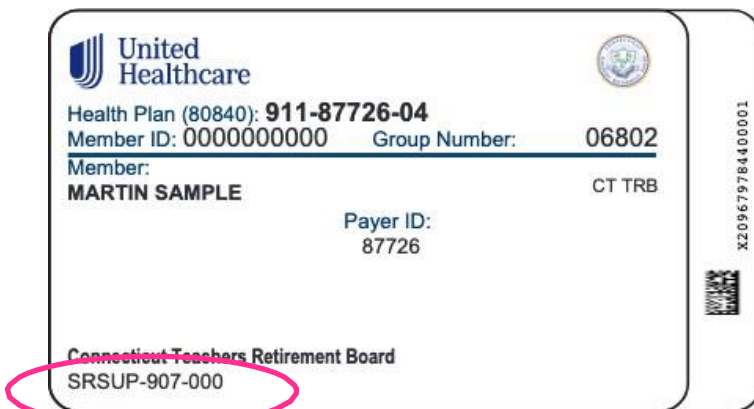 United
Healthcare
Health Plan (80840): 911-87726-04
Member ID: 0000000000 Group Number: 06802
Member:
MARTIN SAMPLE
CT TRB
Payer ID:
87726
Connecticut Teachers Retirement Board
SRSUP-907-000
X209679784400001